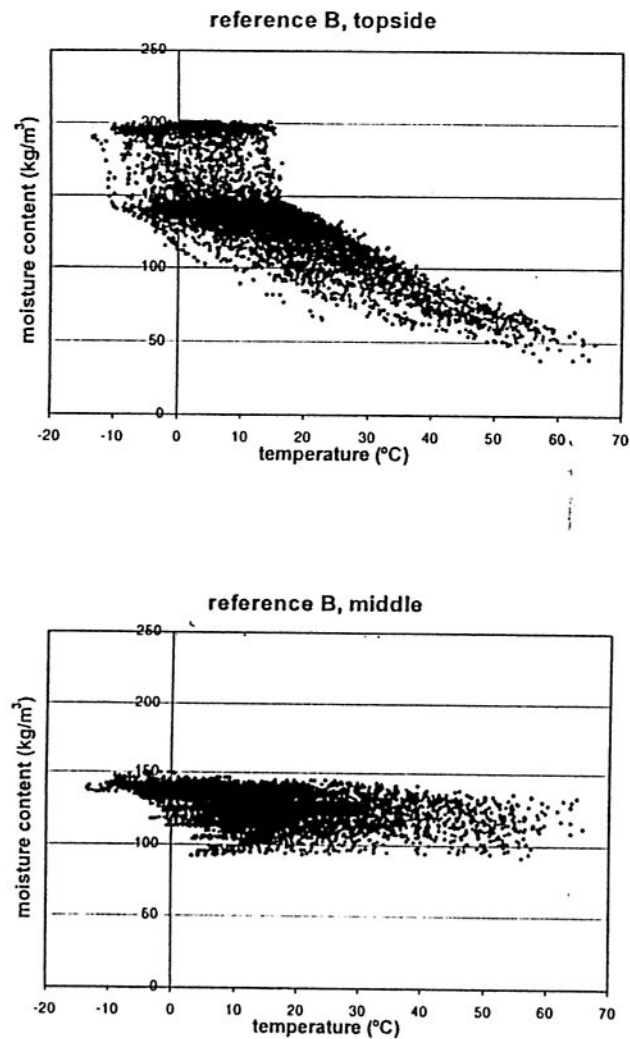 reference B, topside
250
200
100
50
0
moisture content (kg/m³)
-20 -10 0 10 20 30 40 50 60 70
temperature (ºC)
reference B, middle
250
200
150
100
50
0
moisture content (kg/m³)
-20 -10 0 10 20 30 40 50 60 70
temperature (ºC)